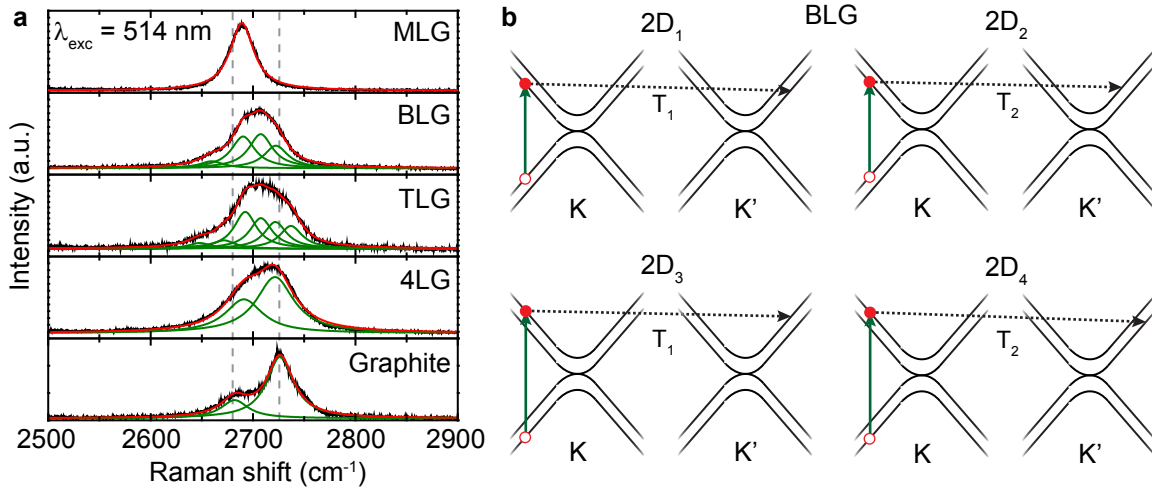 a
λexc = 514 nm
MLG
BLG
TLG
4LG
Graphite
Intensity (a.u.)
2500 2600 2700 2800 2900
Raman shift (cm-1)
b
BLG
2D1
T1
K K’
2D2
T2
K K’
2D3
T1
K K’
2D4
T2
K K’